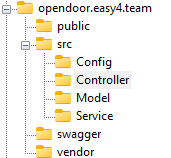 opendoor.easy4.team
public
src
Config
Controller
Model
Service
swagger
vendor